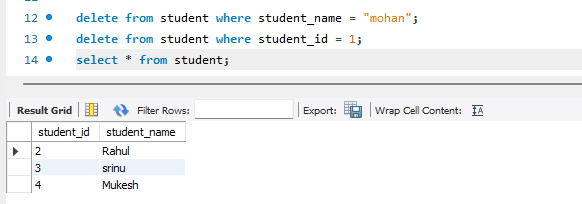 12 delete from student where student_name = "mohan";
13 delete from student where student_id = 1;
14 select * from student;
Result Grid Filter Rows: Export: Wrap Cell Content: IA
student_id student_name
2 Rahul
3 srinu
4 Mukesh